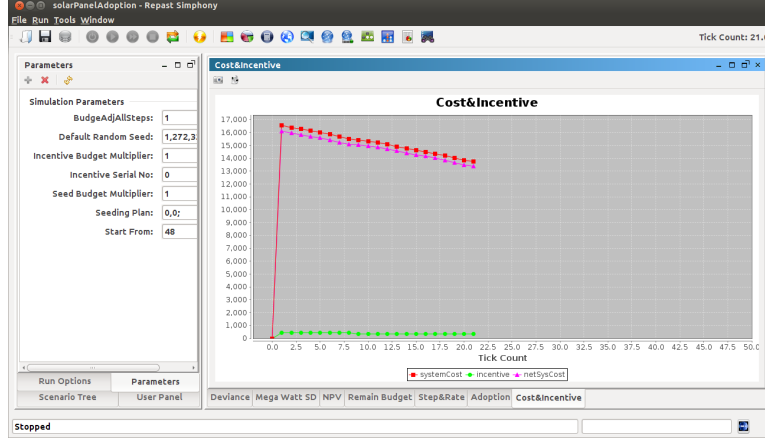 solarPanelAdoption - Repast Simphony
File Run Tools Window
Tick Count: 21.
Parameters
Simulation Parameters
BudgeAdjAllSteps: 1
Default Random Seed: 1,272,3
Incentive Budget Multiplier: 1
Incentive Serial No: 0
Seed Budget Multiplier: 1
Seeding Plan: 0,0;
Start From: 48
Run Options Parameters
Scenario Tree User Panel
Cost&Incentive
Cost&Incentive
17,000
16,000
15,000
14,000
13,000
12,000
11,000
10,000
9,000
8,000
7,000
6,000
5,000
4,000
3,000
2,000
1,000
0
0.0 2.5 5.0 7.5 10.0 12.5 15.0 17.5 20.0 22.5 25.0 27.5 30.0 32.5 35.0 37.5 40.0 42.5 45.0 47.5 50.0
Tick Count
systemCost incentive netSysCost
Deviance Mega Watt SD NPV Remain Budget Step&Rate Adoption Cost&Incentive
Stopped